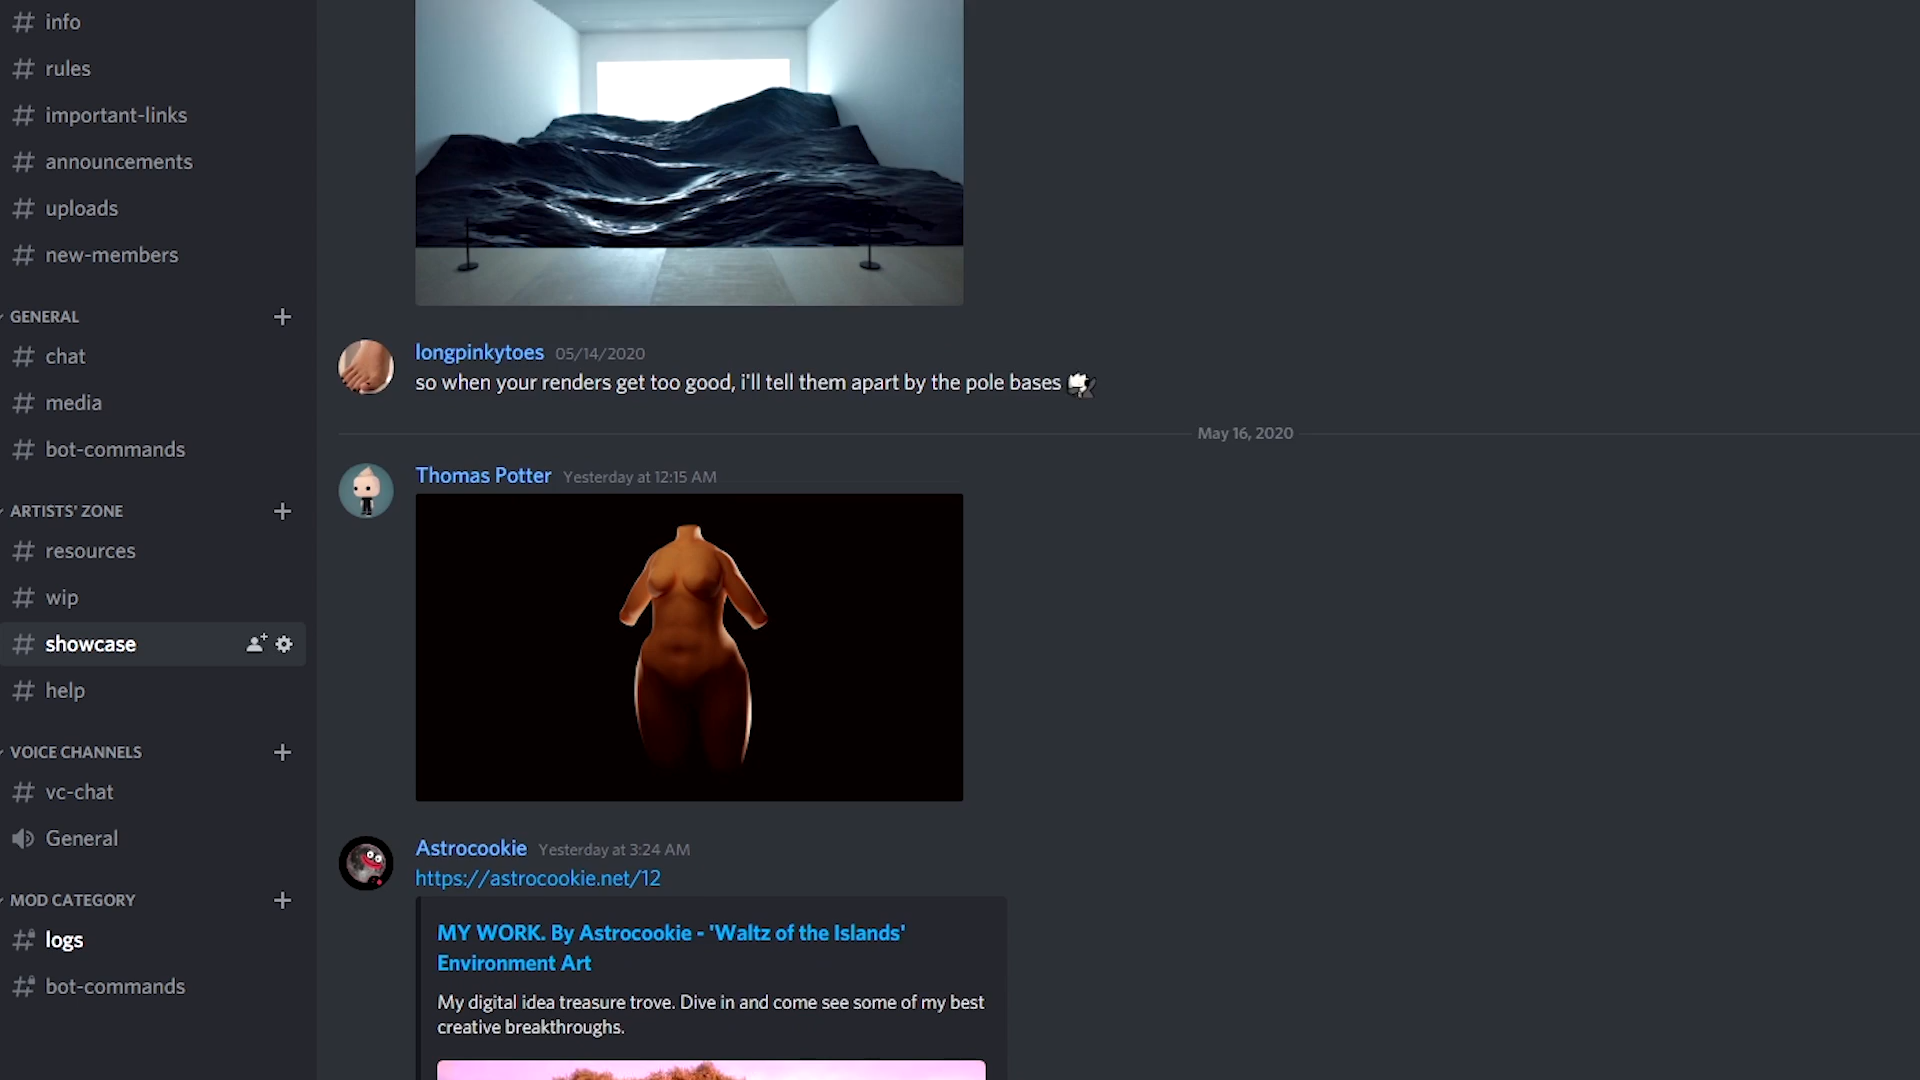 info
rules
important-links
announcements
uploads
new-members
GENERAL
chat
media
bot-commands
ARTISTS' ZONE
resources
wip
showcase
help
VOICE CHANNELS
vc-chat
General
MOD CATEGORY
logs
bot-commands
longpinkytoes 05/14/2020
so when your renders get too good, i'll tell them apart by the pole bases
May 16, 2020
Thomas Potter Yesterday at 12:15 AM
Astrocookie Yesterday at 3:24 AM
https://astrocookie.net/12
MY WORK. By Astrocookie - 'Waltz of the Islands'
Environment Art
My digital idea treasure trove. Dive in and come see some of my best
creative breakthroughs.